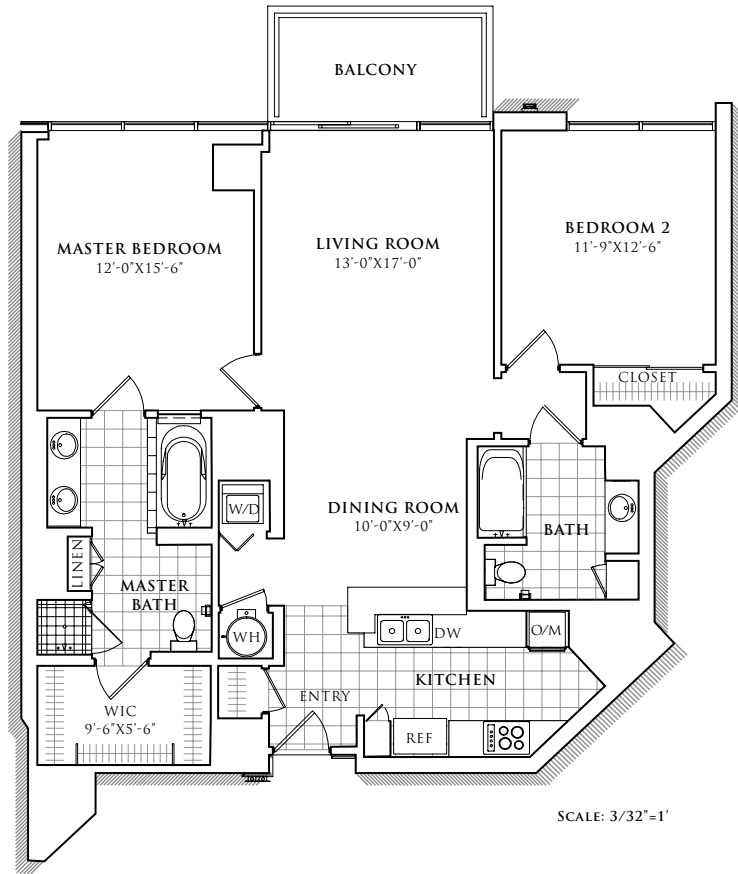 BALCONY
MASTER BEDROOM
12'-0"X15'-6"
LIVING ROOM
13'-0"X17'-0"
BEDROOM 2
11'-9"X12'-6"
CLOSET
W/D
DINING ROOM
10'-0"X9'-0"
BATH
LINEN
MASTER
BATH
WH
DW
O/M
KITCHEN
ENTRY
WIC
9'-6"X5'-6"
REF
SCALE: 3/32"=1'